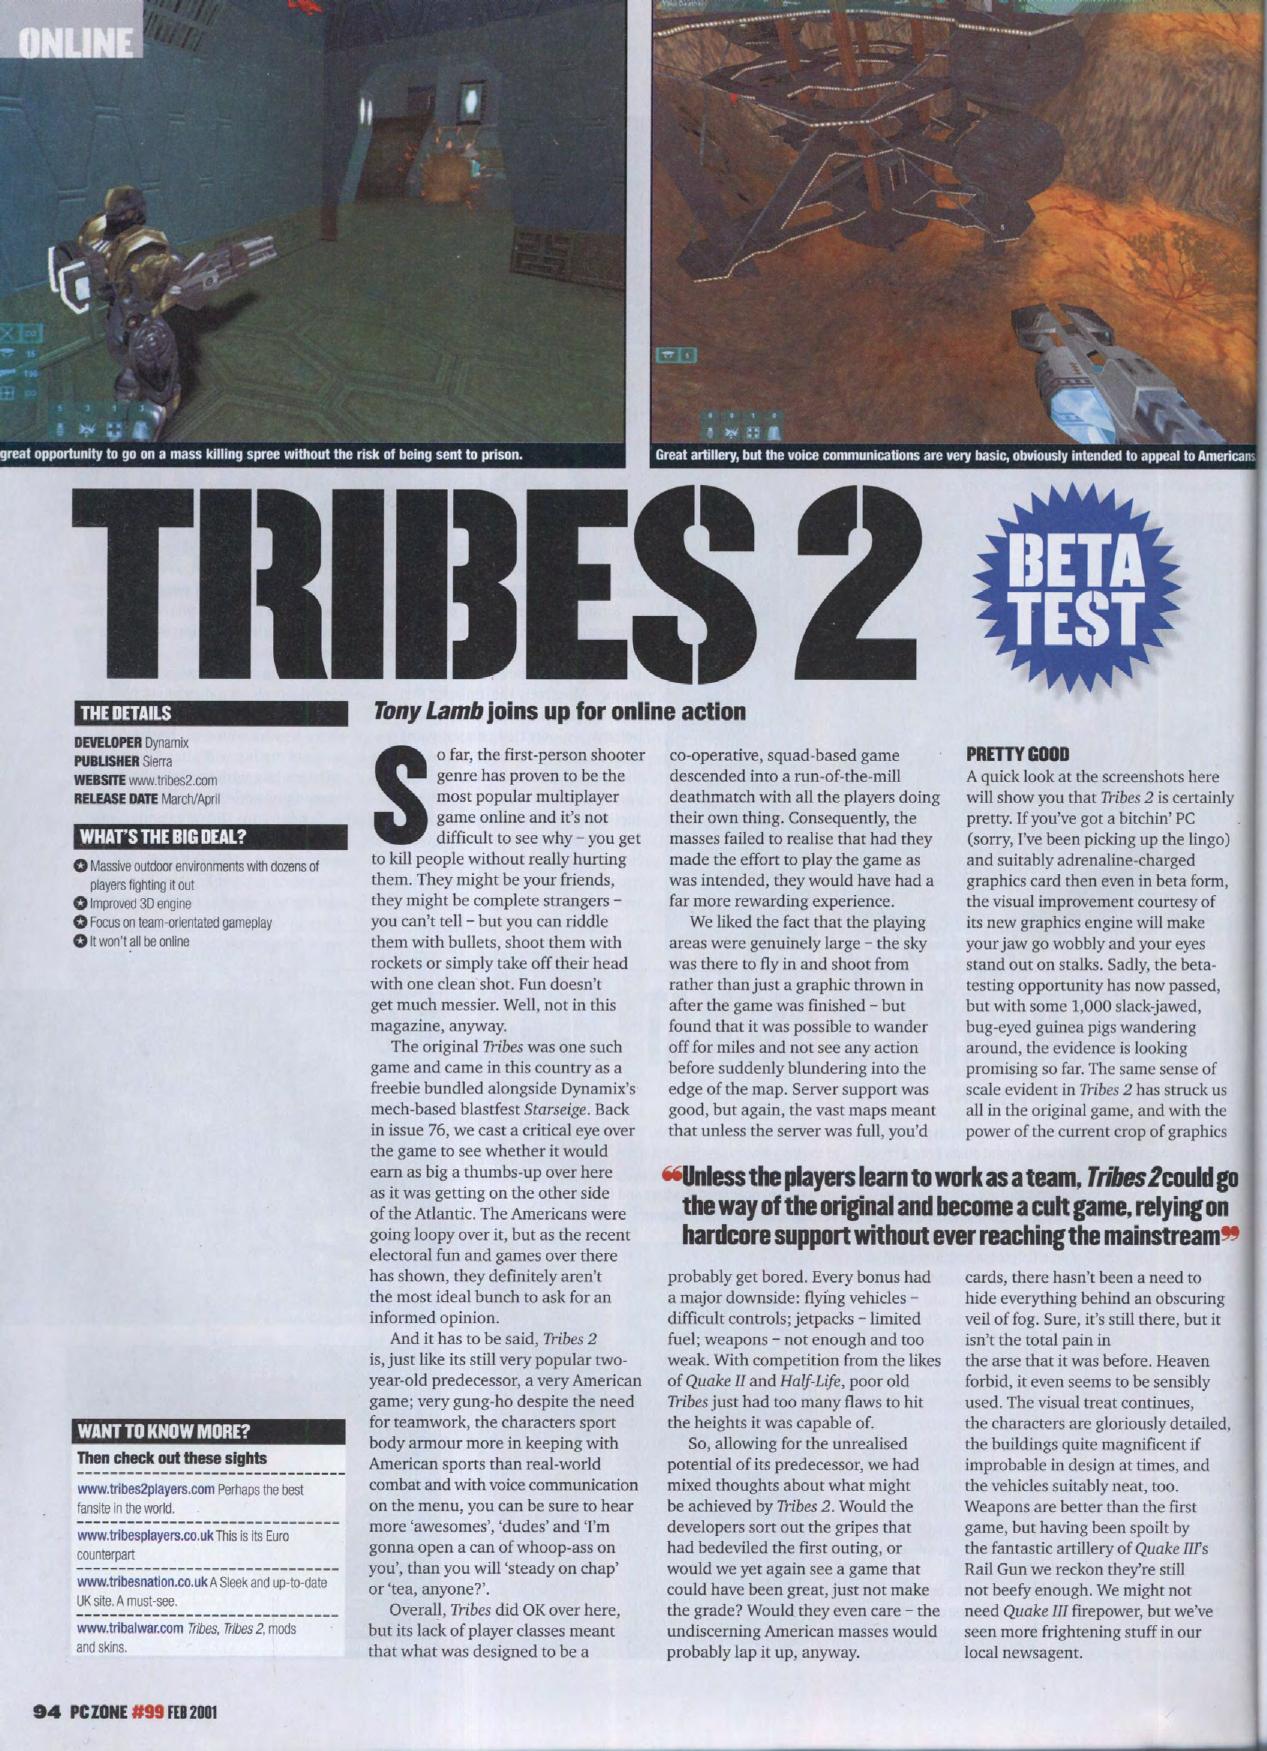 ONLINE
great opportunity to go on a mass killing spree without the risk of being sent to prison.
Great artillery, but the voice communications are very basic, obviously intended to appeal to Americans
TRIBES 2
BETA
TEST
THE DETAILS
DEVELOPER Dynamix
PUBLISHER Sierra
WEBSITE www.tribes2.com
RELEASE DATE March/April
WHAT'S THE BIG DEAL?
Massive outdoor environments with dozens of
players fighting it out
Improved 3D engine
Focus on team-orientated gameplay
It won't all be online
WANT TO KNOW MORE?
Then check out these sights
www.tribes2players.com Perhaps the best
fansite in the world.
www.tribesplayers.co.uk This is its Euro
counterpart
www.tribesnation.co.uk A Sleek and up-to-date
UK site. A must-see.
www.tribalwar.com Tribes, Tribes 2, mods
and skins.
Tony Lamb joins up for online action
So far, the first-person shooter
genre has proven to be the
most popular multiplayer
game online and it's not
difficult to see why – you get
to kill people without really hurting
them. They might be your friends,
they might be complete strangers –
you can't tell – but you can riddle
them with bullets, shoot them with
rockets or simply take off their head
with one clean shot. Fun doesn't
get much messier. Well, not in this
magazine, anyway.
The original Tribes was one such
game and came in this country as a
freebie bundled alongside Dynamix's
mech-based blastfest Starseige. Back
in issue 76, we cast a critical eye over
the game to see whether it would
earn as big a thumbs-up over here
as it was getting on the other side
of the Atlantic. The Americans were
going loopy over it, but as the recent
electoral fun and games over there
has shown, they definitely aren't
the most ideal bunch to ask for an
informed opinion.
And it has to be said, Tribes 2
is, just like its still very popular two-
year-old predecessor, a very American
game; very gung-ho despite the need
for teamwork, the characters sport
body armour more in keeping with
American sports than real-world
combat and with voice communication
on the menu, you can be sure to hear
more 'awesomes', 'dudes' and 'I'm
gonna open a can of whoop-ass on
you', than you will 'steady on chap'
or 'tea, anyone?'.
Overall, Tribes did OK over here,
but its lack of player classes meant
that what was designed to be a
co-operative, squad-based game
descended into a run-of-the-mill
deathmatch with all the players doing
their own thing. Consequently, the
masses failed to realise that had they
made the effort to play the game as
was intended, they would have had a
far more rewarding experience.
We liked the fact that the playing
areas were genuinely large – the sky
was there to fly in and shoot from
rather than just a graphic thrown in
after the game was finished – but
found that it was possible to wander
off for miles and not see any action
before suddenly blundering into the
edge of the map. Server support was
good, but again, the vast maps meant
that unless the server was full, you'd
probably get bored. Every bonus had
a major downside: flying vehicles –
difficult controls; jetpacks – limited
fuel; weapons – not enough and too
weak. With competition from the likes
of Quake II and Half-Life, poor old
Tribes just had too many flaws to hit
the heights it was capable of.
So, allowing for the unrealised
potential of its predecessor, we had
mixed thoughts about what might
be achieved by Tribes 2. Would the
developers sort out the gripes that
had bedeviled the first outing, or
would we yet again see a game that
could have been great, just not make
the grade? Would they even care – the
undiscerning American masses would
probably lap it up, anyway.
PRETTY GOOD
A quick look at the screenshots here
will show you that Tribes 2 is certainly
pretty. If you've got a bitchin' PC
(sorry, I've been picking up the lingo)
and suitably adrenaline-charged
graphics card then even in beta form,
the visual improvement courtesy of
its new graphics engine will make
your jaw go wobbly and your eyes
stand out on stalks. Sadly, the beta-
testing opportunity has now passed,
but with some 1,000 slack-jawed,
bug-eyed guinea pigs wandering
around, the evidence is looking
promising so far. The same sense of
scale evident in Tribes 2 has struck us
all in the original game, and with the
power of the current crop of graphics
cards, there hasn't been a need to
hide everything behind an obscuring
veil of fog. Sure, it's still there, but it
isn't the total pain in
the arse that it was before. Heaven
forbid, it even seems to be sensibly
used. The visual treat continues,
the characters are gloriously detailed,
the buildings quite magnificent if
improbable in design at times, and
the vehicles suitably neat, too.
Weapons are better than the first
game, but having been spoilt by
the fantastic artillery of Quake III's
Rail Gun we reckon they're still
not beefy enough. We might not
need Quake III firepower, but we've
seen more frightening stuff in our
local newsagent.
“Unless the players learn to work as a team, Tribes 2 could go
the way of the original and become a cult game, relying on
hardcore support without ever reaching the mainstream”
94 PCZONE #99 FEB 2001